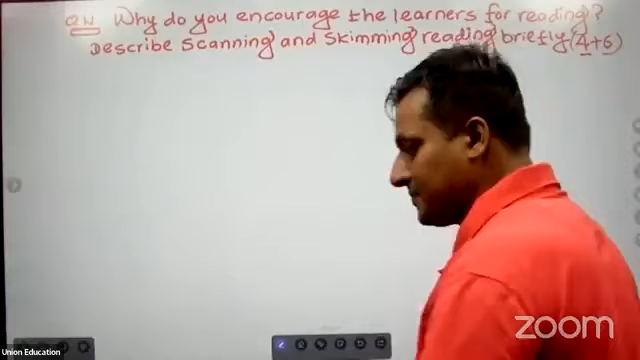 QN Why do you encourage the learners for reading?
Describe Scanning and Skimming reading briefly (4+6)
zoom
Union Education